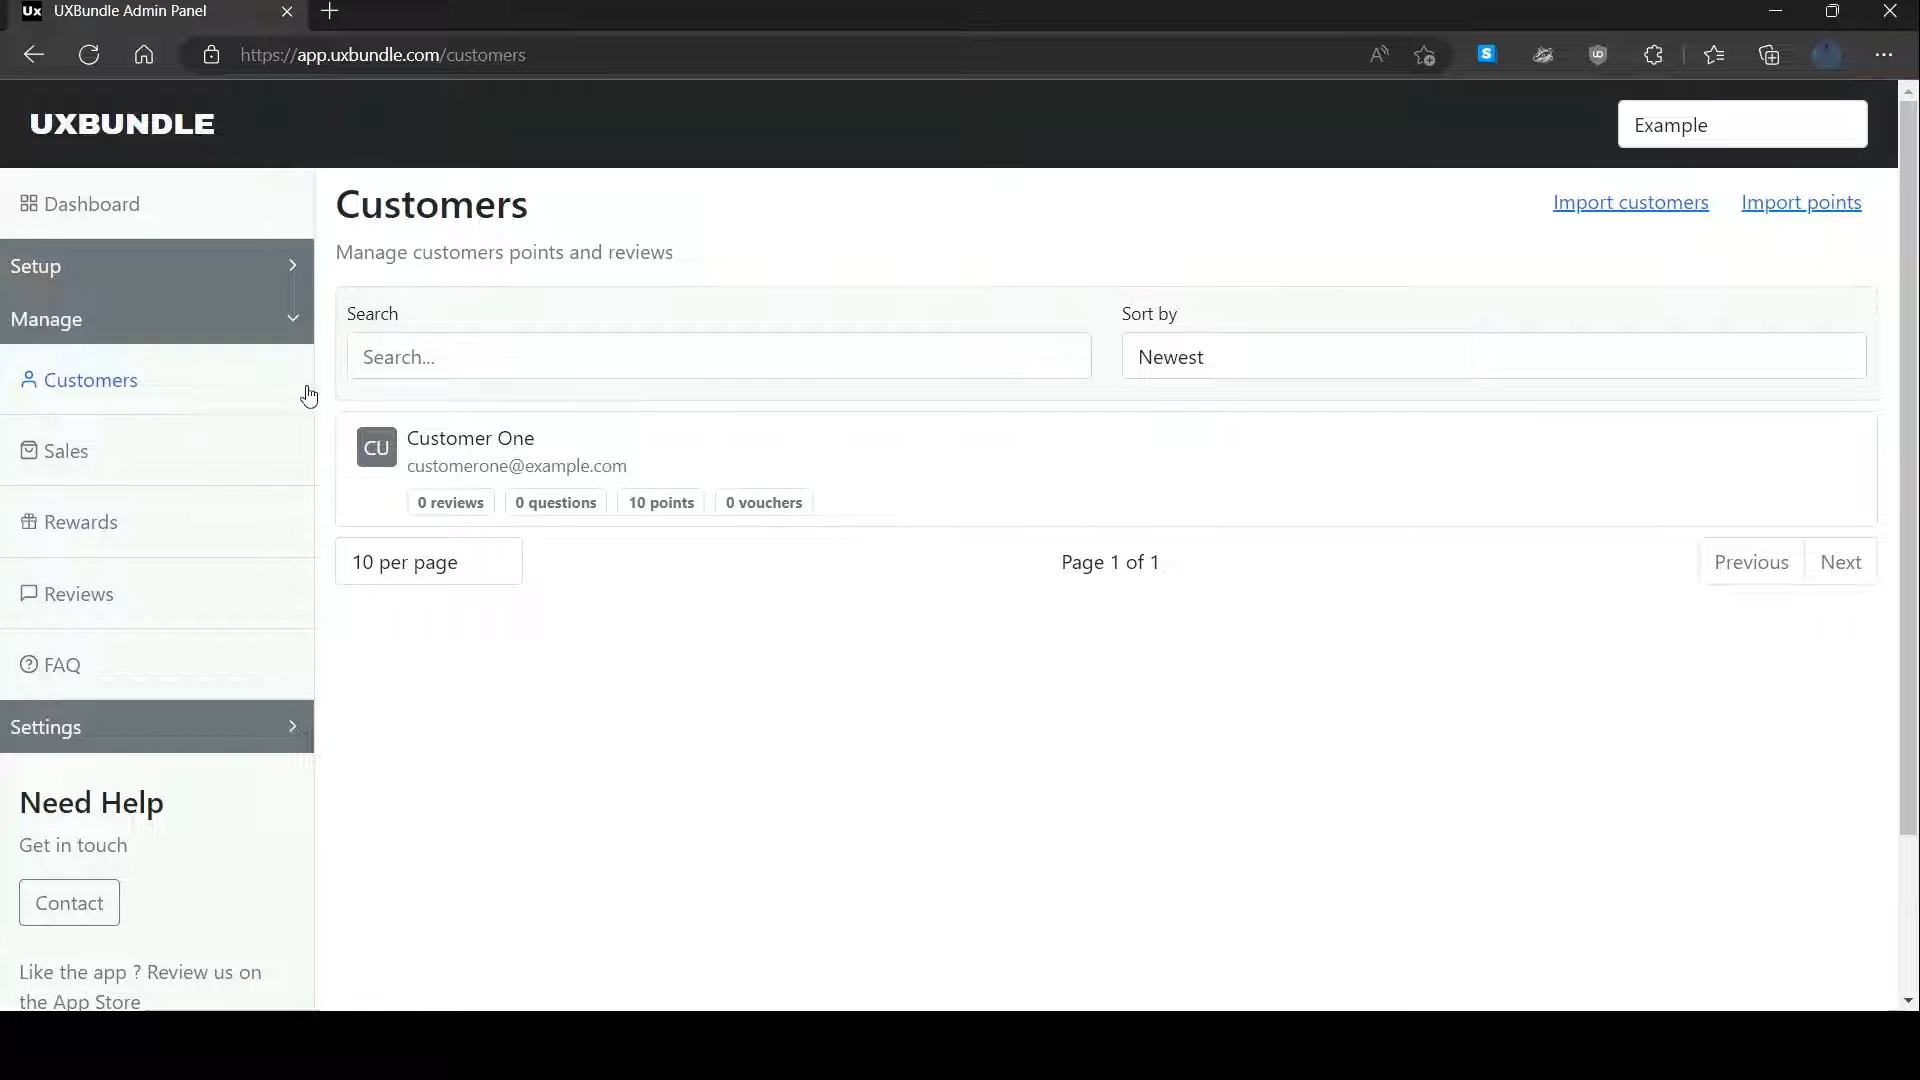 Ux UXBundle Admin Panel
https://app.uxbundle.com/customers
UXBUNDLE
Example
Dashboard
Setup
Manage
Customers
Sales
Rewards
Reviews
FAQ
Settings
Need Help
Get in touch
Contact
Like the app ? Review us on
the App Store
Customers
Import customers
Import points
Manage customers points and reviews
Search
Sort by
Search...
Newest
CU
Customer One
customerone@example.com
0 reviews
0 questions
10 points
0 vouchers
10 per page
Page 1 of 1
Previous
Next